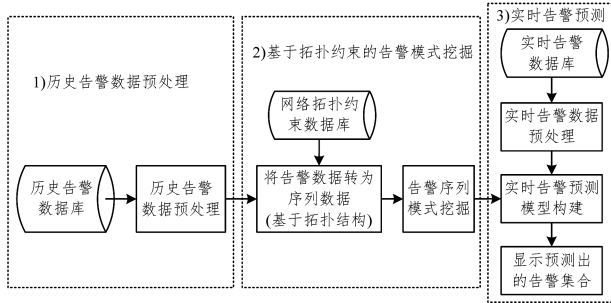 1)历史告警数据预处理
历史告警
数据库
历史告警
数据预处理
2)基于拓扑约束的告警模式挖掘
网络拓扑约
束数据库
将告警数据转为
序列数据
(基于拓扑结构)
告警序列
模式挖掘
3)实时告警预测
实时告警
数据库
实时告警数据
预处理
实时告警预测
模型构建
显示预测出
的告警集合